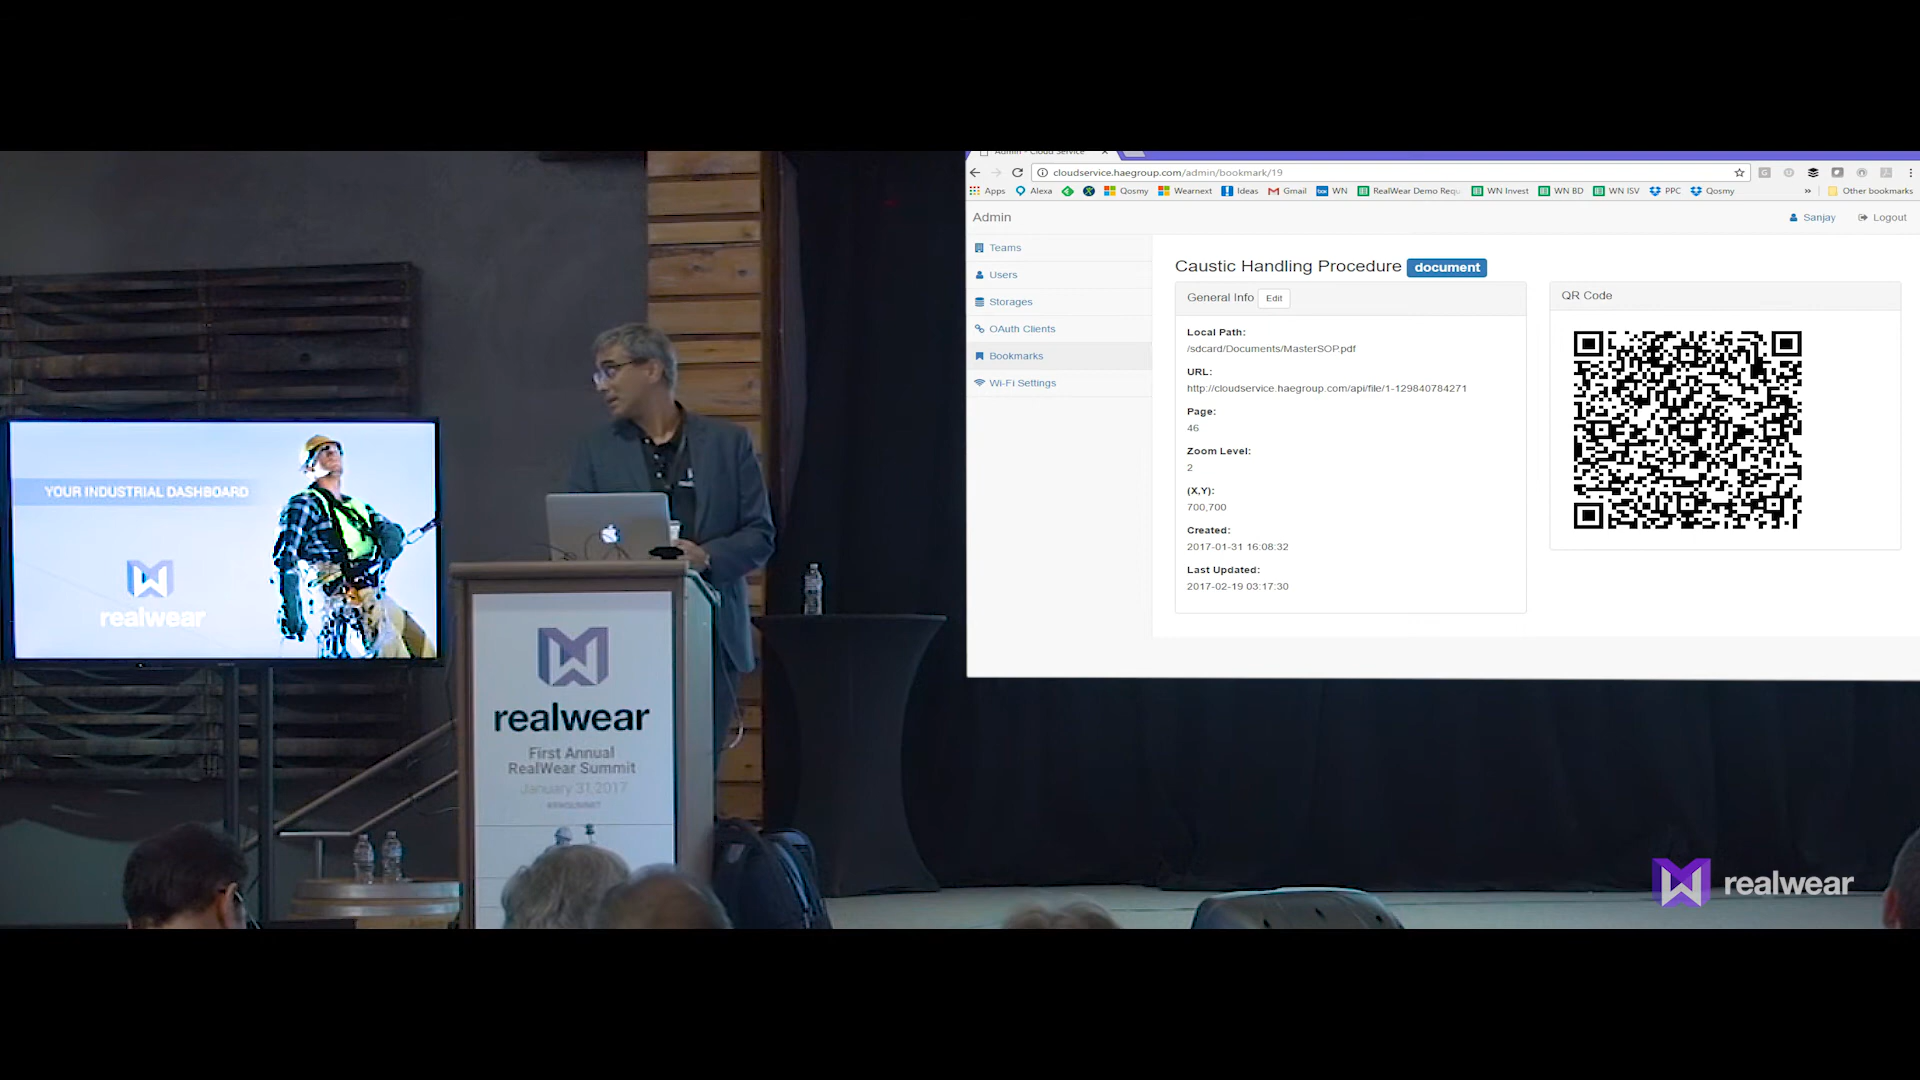 YOUR INDUSTRIAL DASHBOARD
realwear
realwear
First Annual
RealWear Summit
January 31, 2017
Admin - Cloud Service
cloudservice.haegroup.com/admin/bookmark/19
Apps Alexa Qosmy Wearnext Ideas Gmail WN RealWear Demo Requ WN Invest WN BD WN ISV PPC Qosmy » Other bookmarks
Admin
Sanjay Logout
Teams
Users
Storages
OAuth Clients
Bookmarks
Wi-Fi Settings
Caustic Handling Procedure document
General Info Edit
Local Path:
/sdcard/Documents/MasterSOP.pdf
URL:
http://cloudservice.haegroup.com/api/file/1-129840784271
Page:
46
Zoom Level:
2
(X,Y):
700,700
Created:
2017-01-31 16:08:32
Last Updated:
2017-02-19 03:17:30
QR Code
realwear